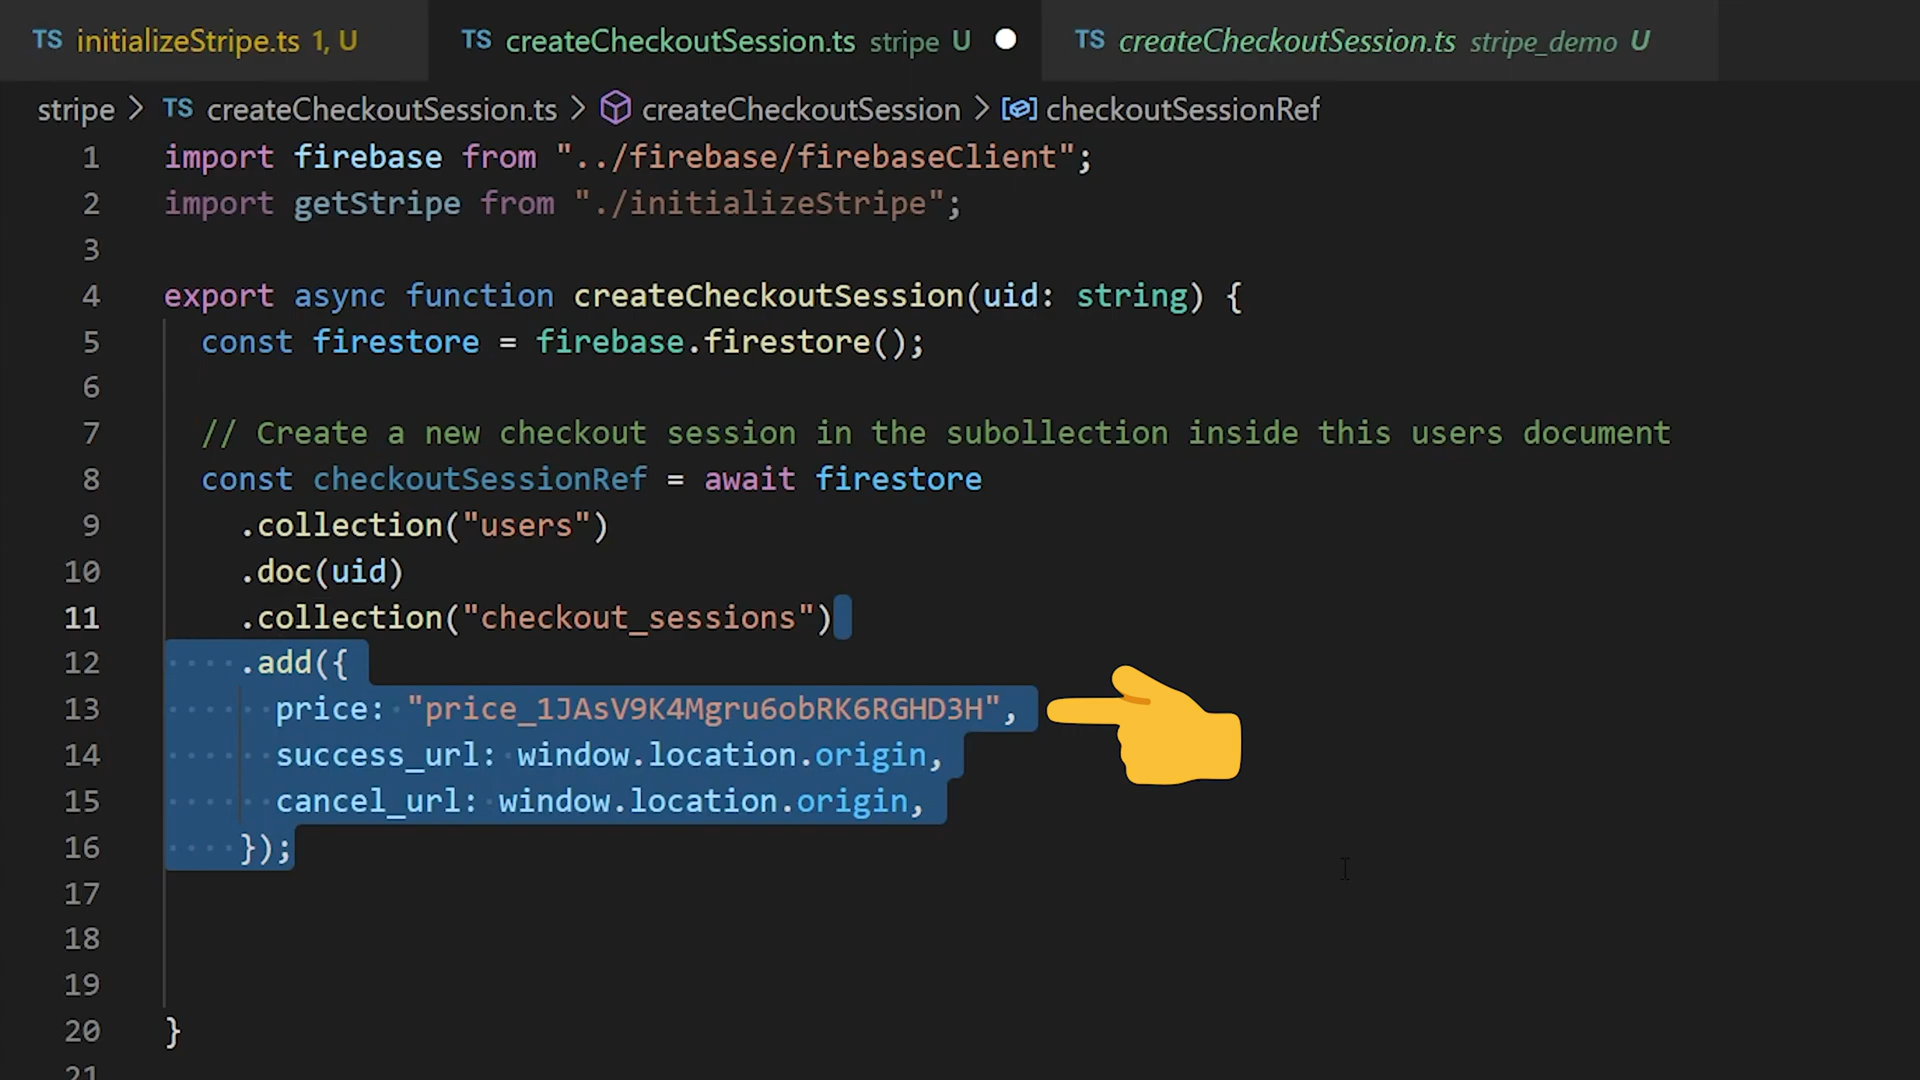 TS initializeStripe.ts 1, U
TS createCheckoutSession.ts stripe U
TS createCheckoutSession.ts stripe_demo U
stripe > TS createCheckoutSession.ts > createCheckoutSession > checkoutSessionRef
1 import firebase from "../firebase/firebaseClient";
2 import getStripe from "./initializeStripe";
3
4 export async function createCheckoutSession(uid: string) {
5 const firestore = firebase.firestore();
6
7 // Create a new checkout session in the subollection inside this users document
8 const checkoutSessionRef = await firestore
9 .collection("users")
10 .doc(uid)
11 .collection("checkout_sessions")
12 .add({
13 price: "price_1JAsV9K4Mgru6obRK6RGHD3H",
14 success_url: window.location.origin,
15 cancel_url: window.location.origin,
16 });
17
18
19
20 }
21